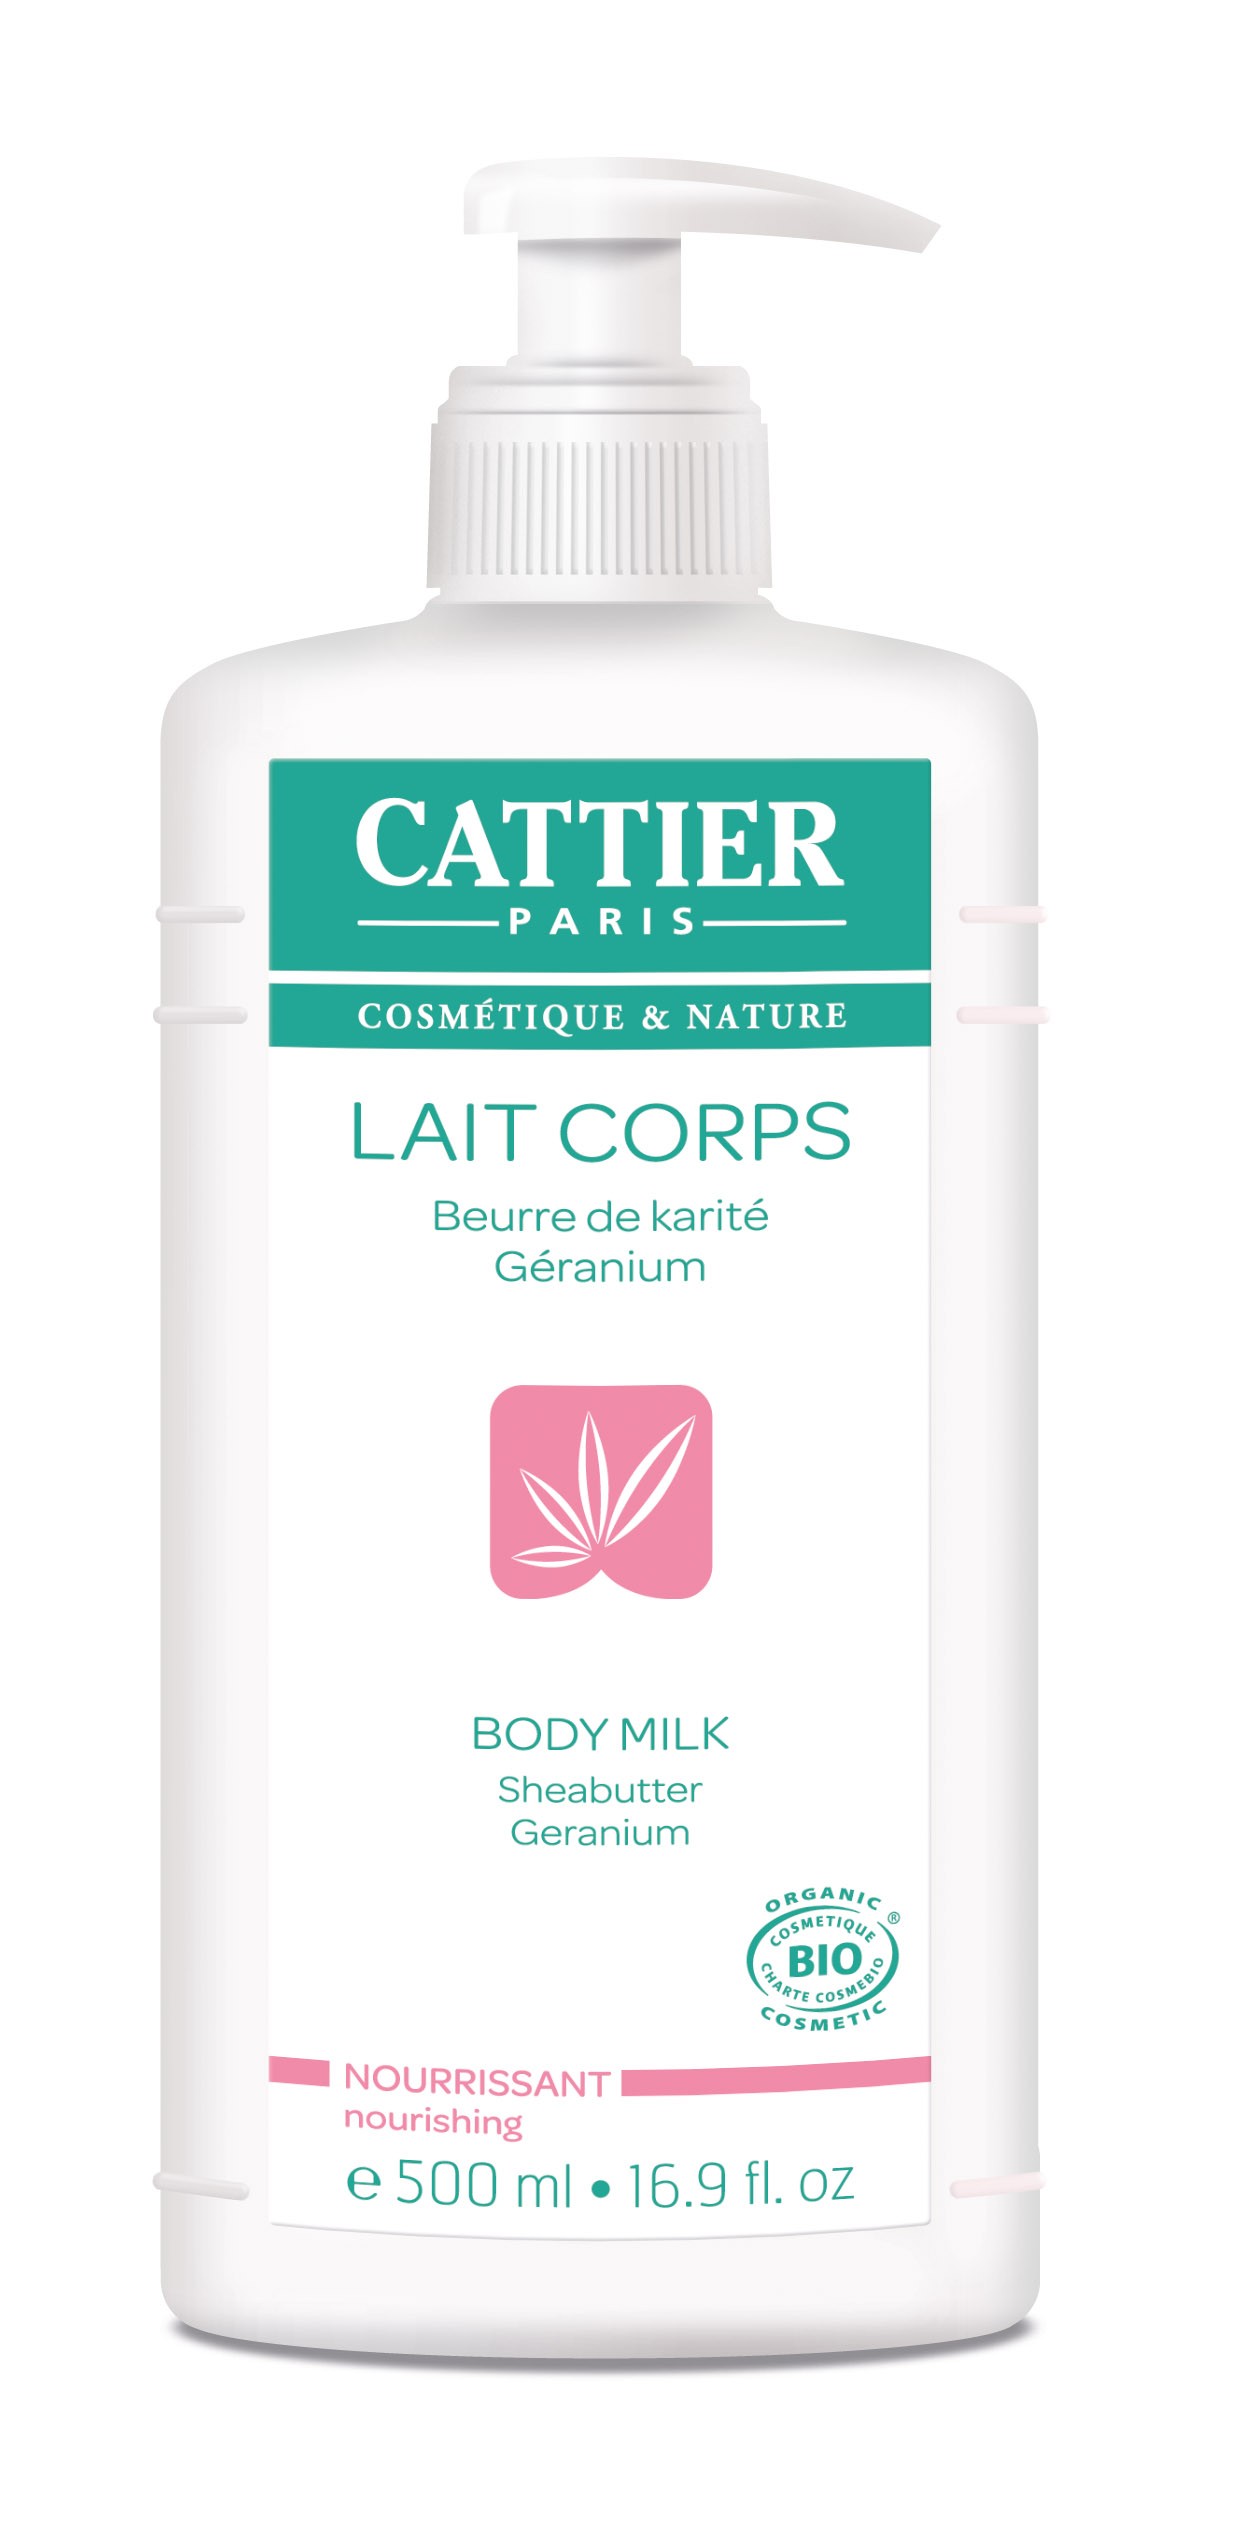 CATTIER
PARIS
COSMÉTIQUE & NATURE
LAIT CORPS
Beurre de karité
Géranium
BODY MILK
Sheabutter
Geranium
ORGANIC
®
COSMETIQUE
BIO
CHARTE COSMEBIO
COSMETIC
NOURRISSANT
nourishing
e 500 ml • 16.9 fl. oz